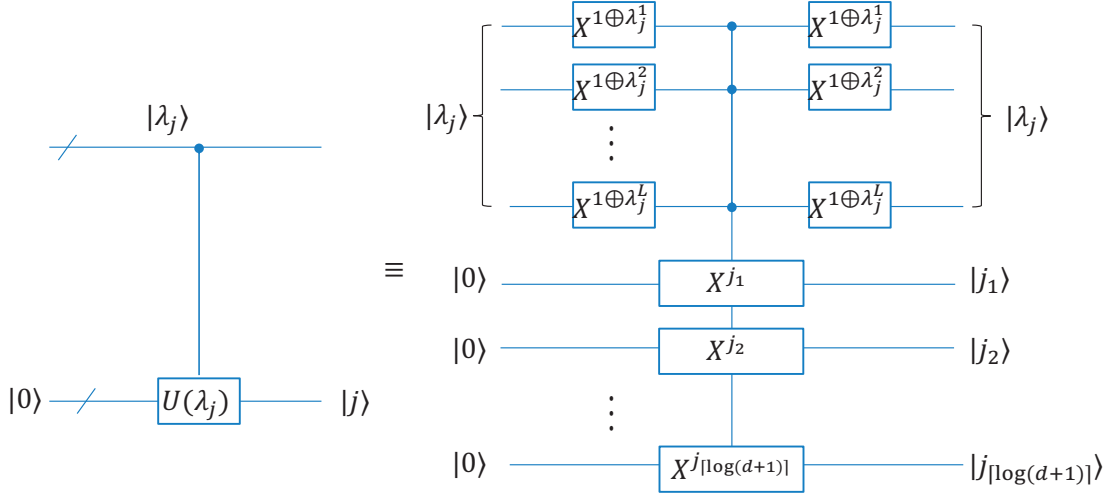 |λ_j⟩
|0⟩ U(λ_j) |j⟩
≡
|λ_j⟩
X^{1⊕λ_j^1} X^{1⊕λ_j^1}
X^{1⊕λ_j^2} X^{1⊕λ_j^2}
⋮
X^{1⊕λ_j^L} X^{1⊕λ_j^L}
|λ_j⟩
|0⟩ X^{j_1} |j_1⟩
|0⟩ X^{j_2} |j_2⟩
⋮
|0⟩ X^{j_{⌈log(d+1)⌉}} |j_{⌈log(d+1)⌉}⟩